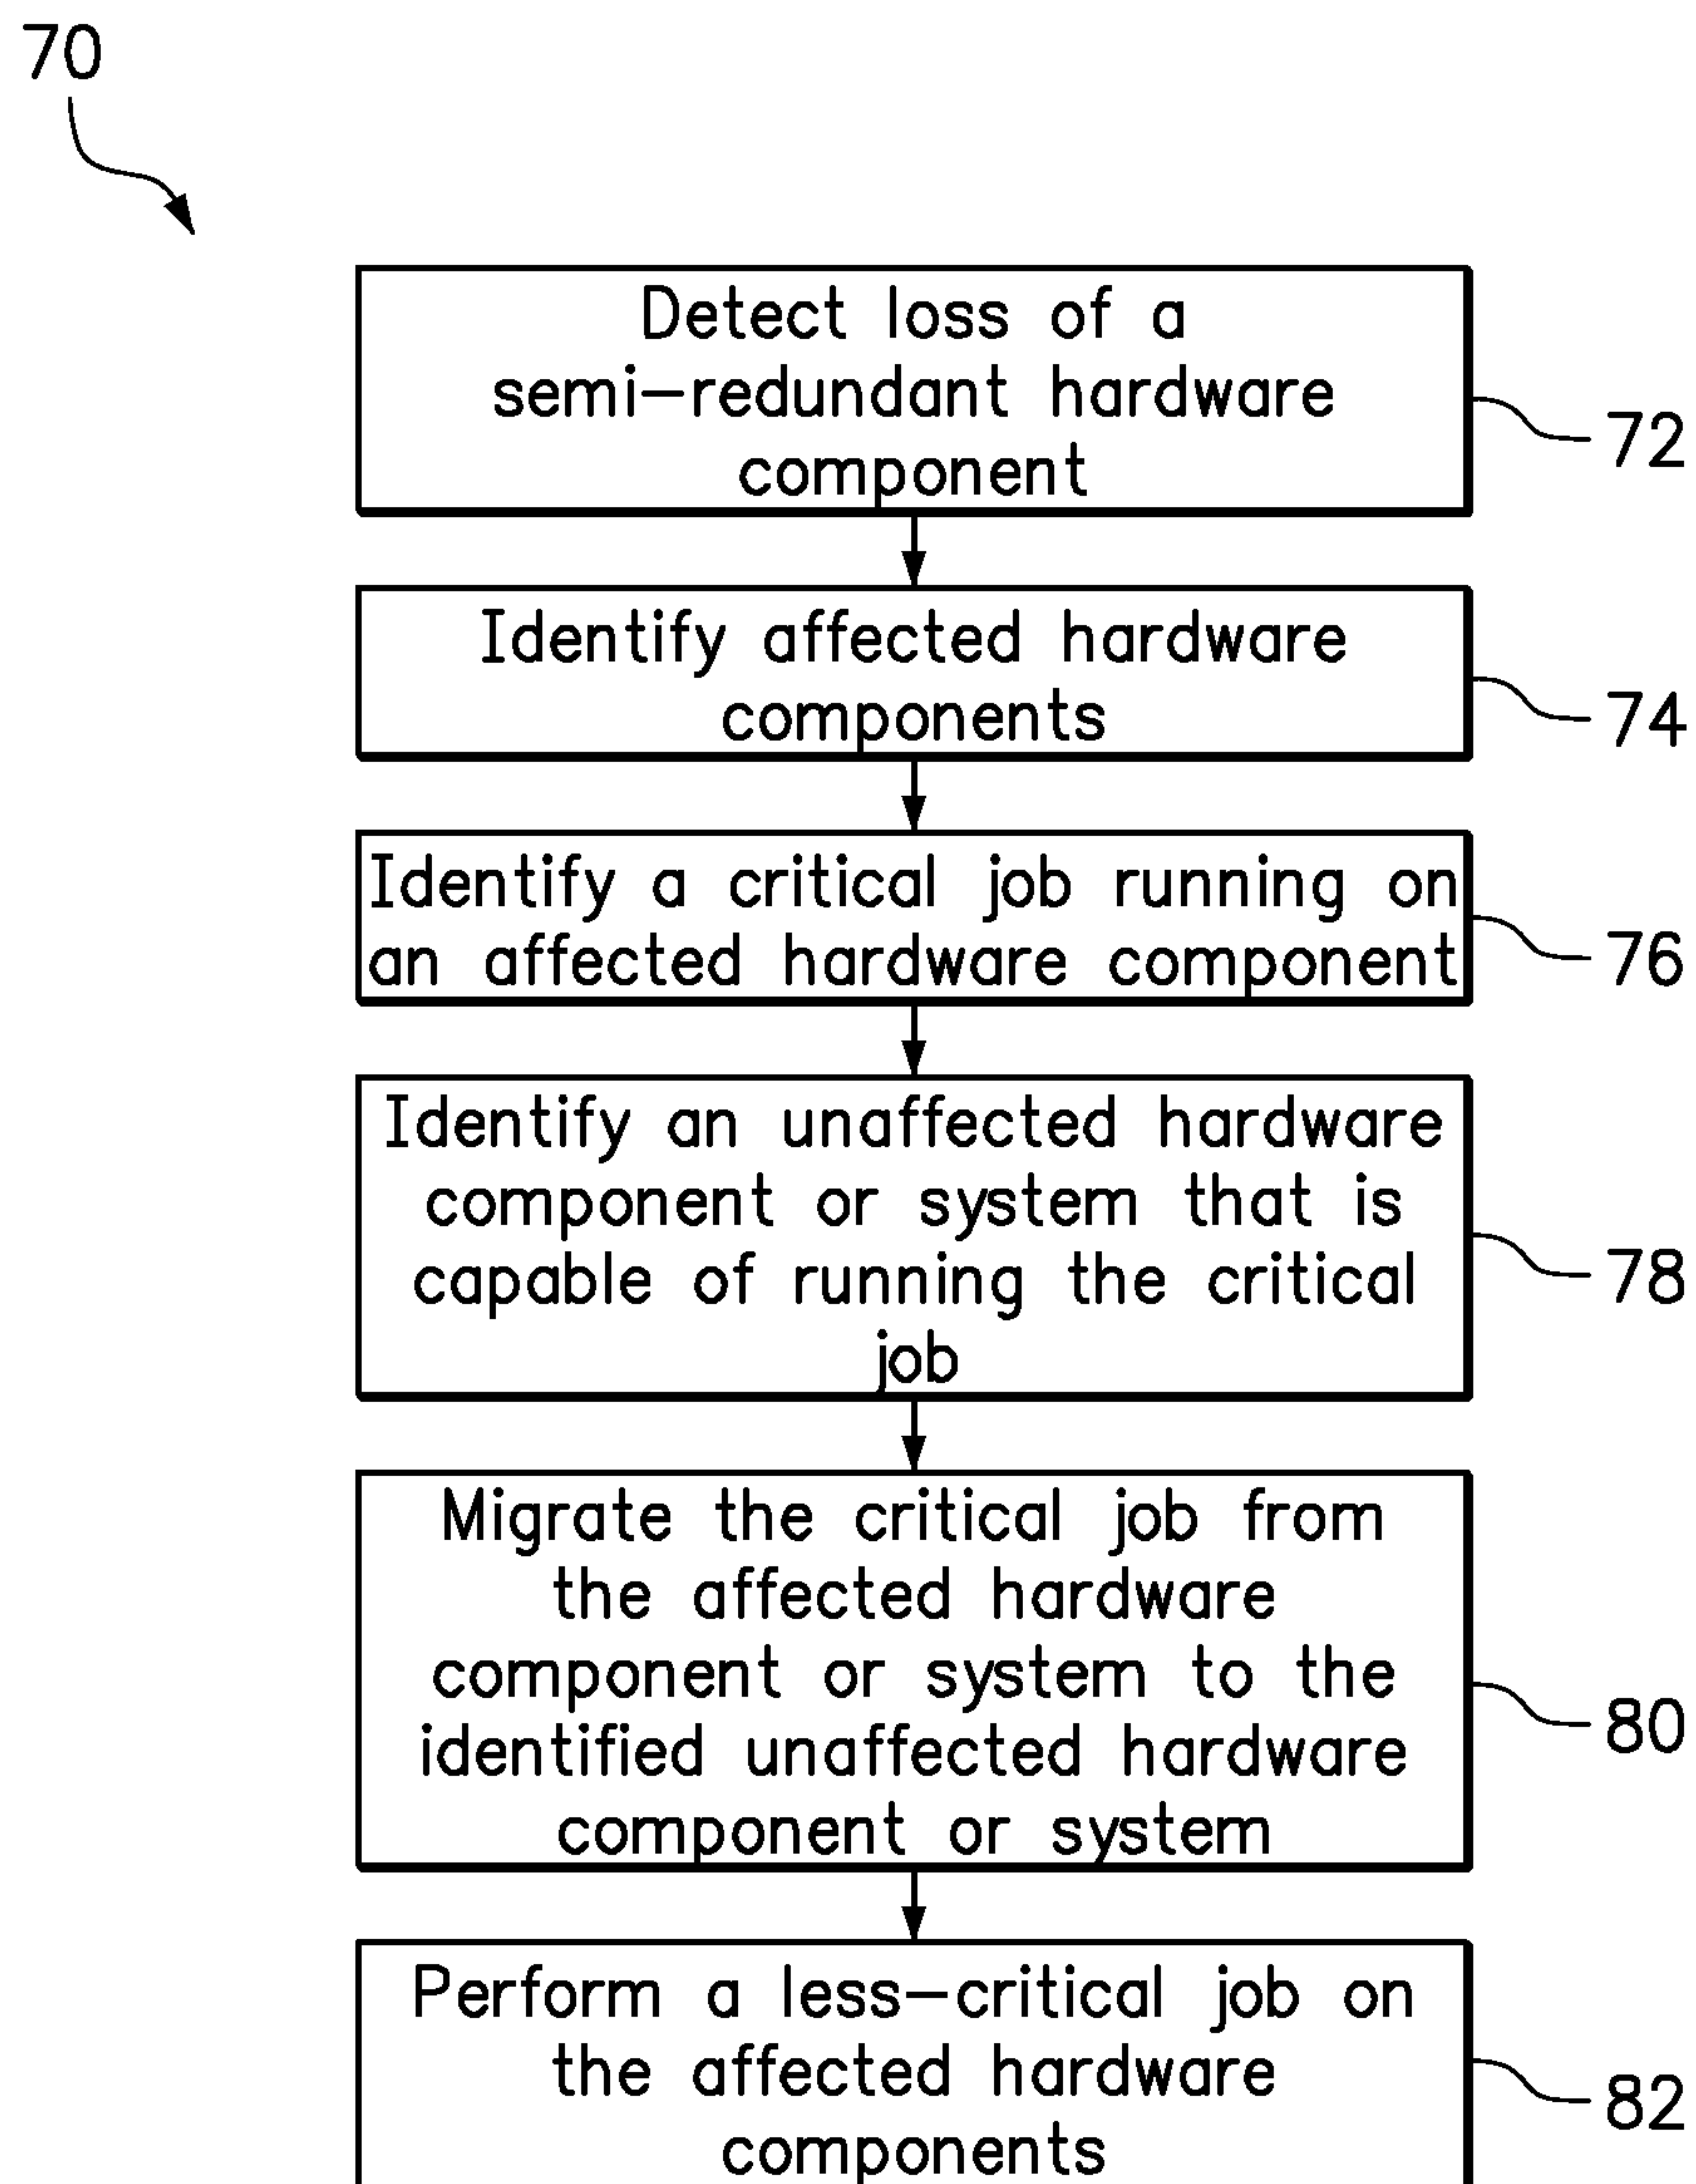 70
Detect loss of a
semi-redundant hardware
component
72
Identify affected hardware
components
74
Identify a critical job running on
an affected hardware component
76
Identify an unaffected hardware
component or system that is
capable of running the critical
job
78
Migrate the critical job from
the affected hardware
component or system to the
identified unaffected hardware
component or system
80
Perform a less-critical job on
the affected hardware
components
82